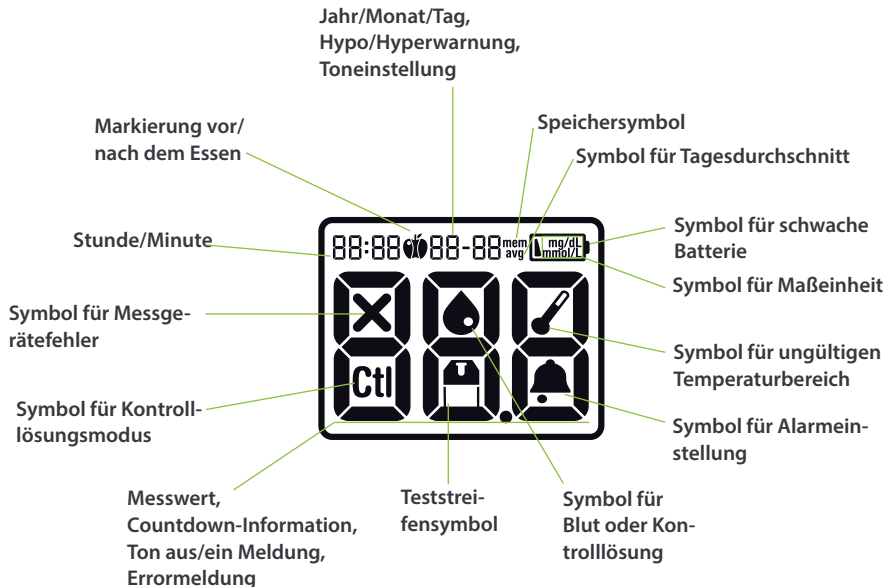 Jahr/Monat/Tag,
Hypo/Hyperwarnung,
Toneinstellung
Markierung vor/
nach dem Essen
Speichersymbol
Symbol für Tagesdurchschnitt
Stunde/Minute
88:88 88-88 mem avg mg/dL mmol/L
Symbol für schwache
Batterie
Symbol für Maßeinheit
Symbol für Messge-
rätefehler
Symbol für ungültigen
Temperaturbereich
Ctl
Symbol für Kontroll-
lösungsmodus
Symbol für Alarmein-
stellung
Messwert,
Countdown-Information,
Ton aus/ein Meldung,
Errormeldung
Teststrei-
fensymbol
Symbol für
Blut oder Kon-
trolllösung